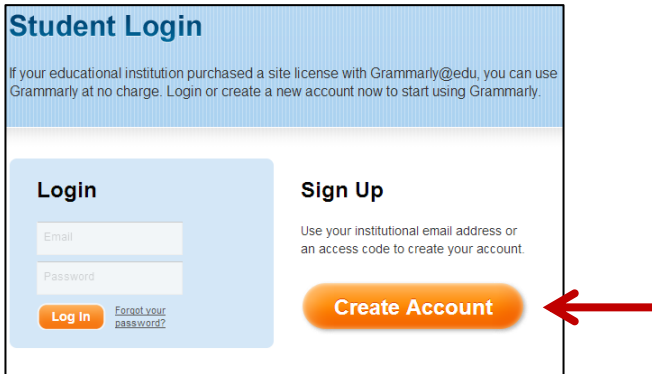 Student Login
If your educational institution purchased a site license with Grammarly@edu, you can use
Grammarly at no charge. Login or create a new account now to start using Grammarly.
Login
Email
Password
Log In
Forgot your
password?
Sign Up
Use your institutional email address or
an access code to create your account.
Create Account